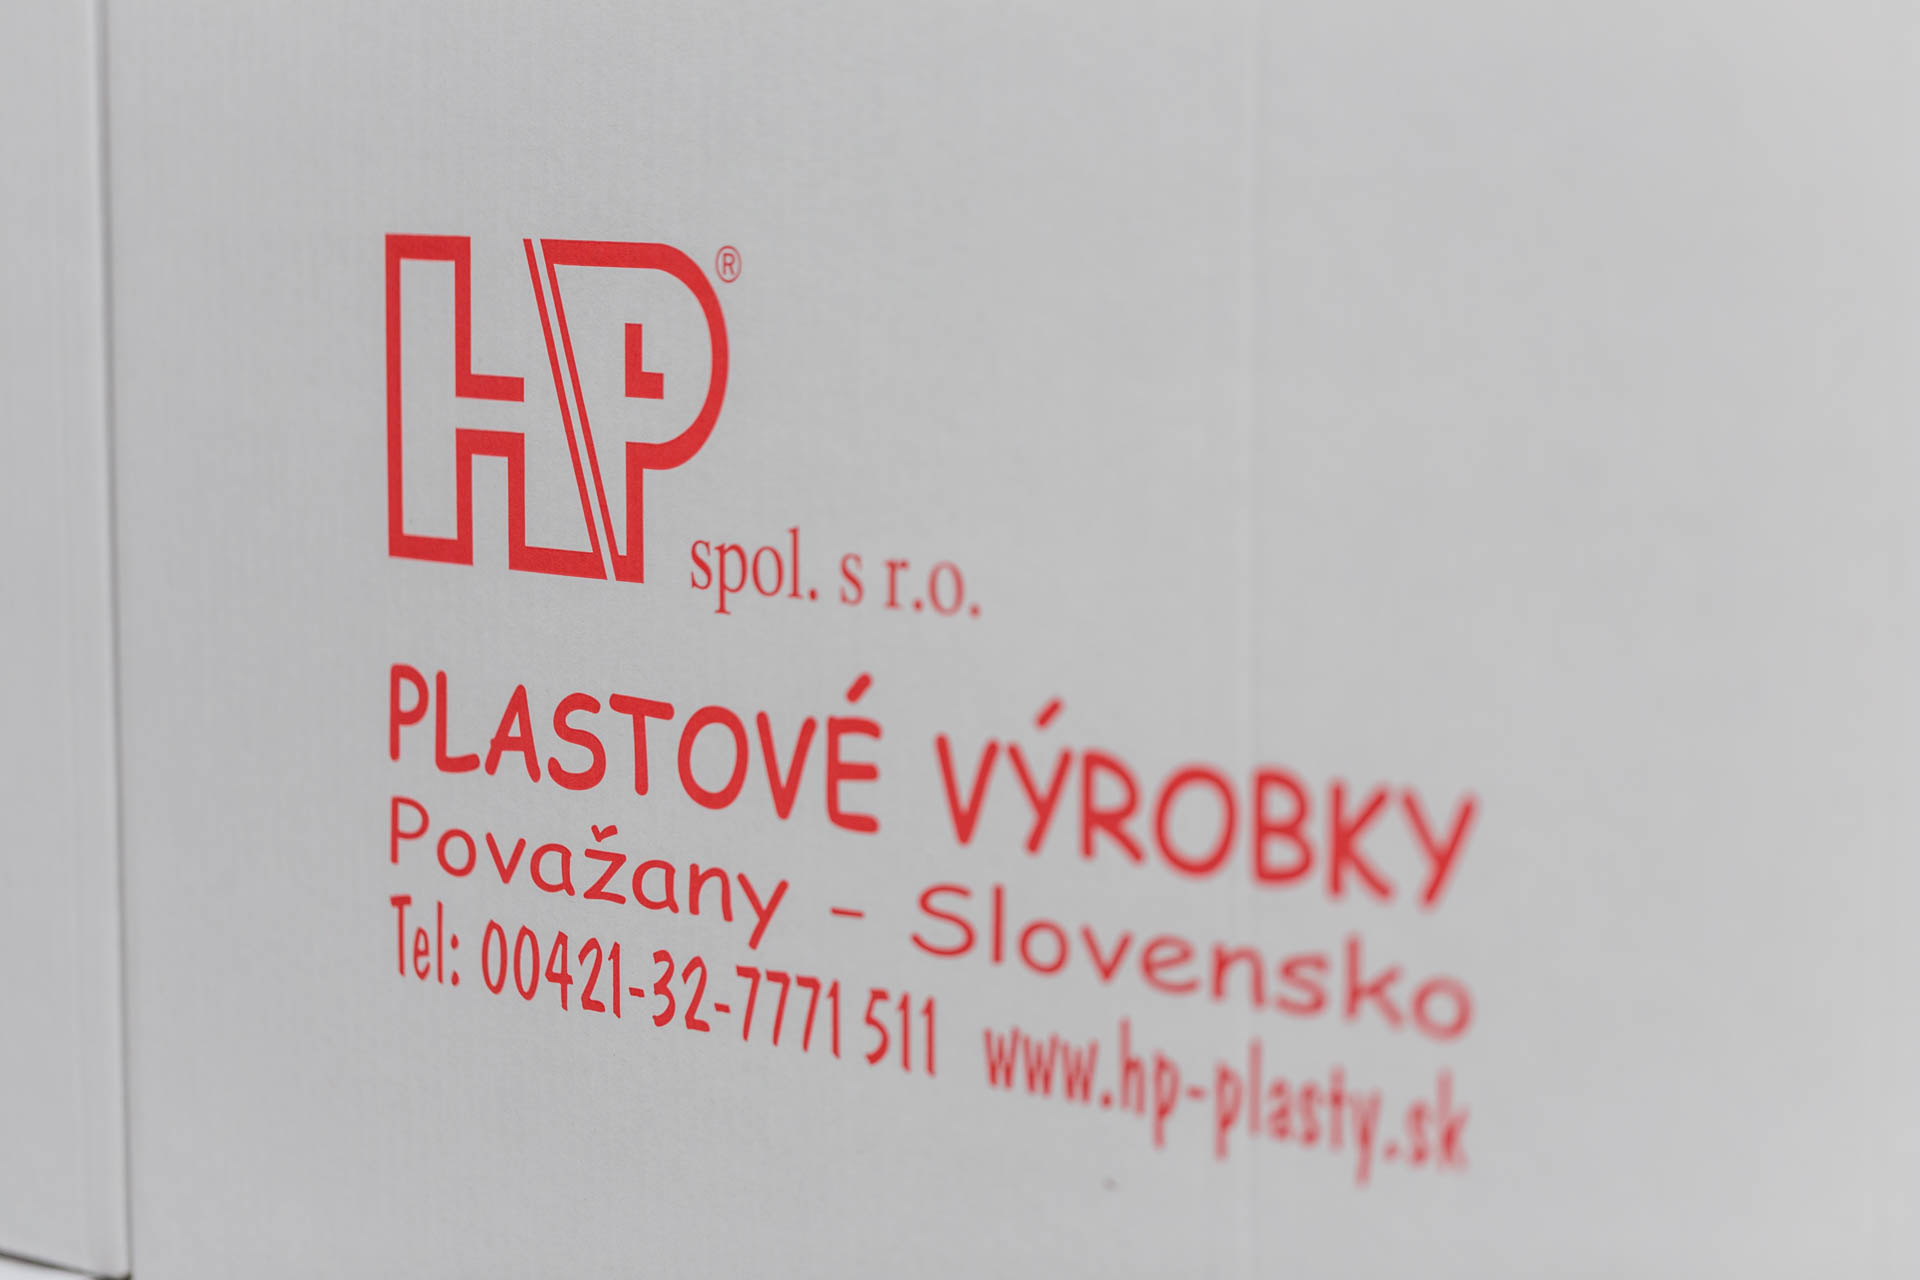 HP®
spol. s r.o.
PLASTOVÉ VÝROBKY
Považany - Slovensko
Tel: 00421-32-7771 511 www.hp-plasty.sk